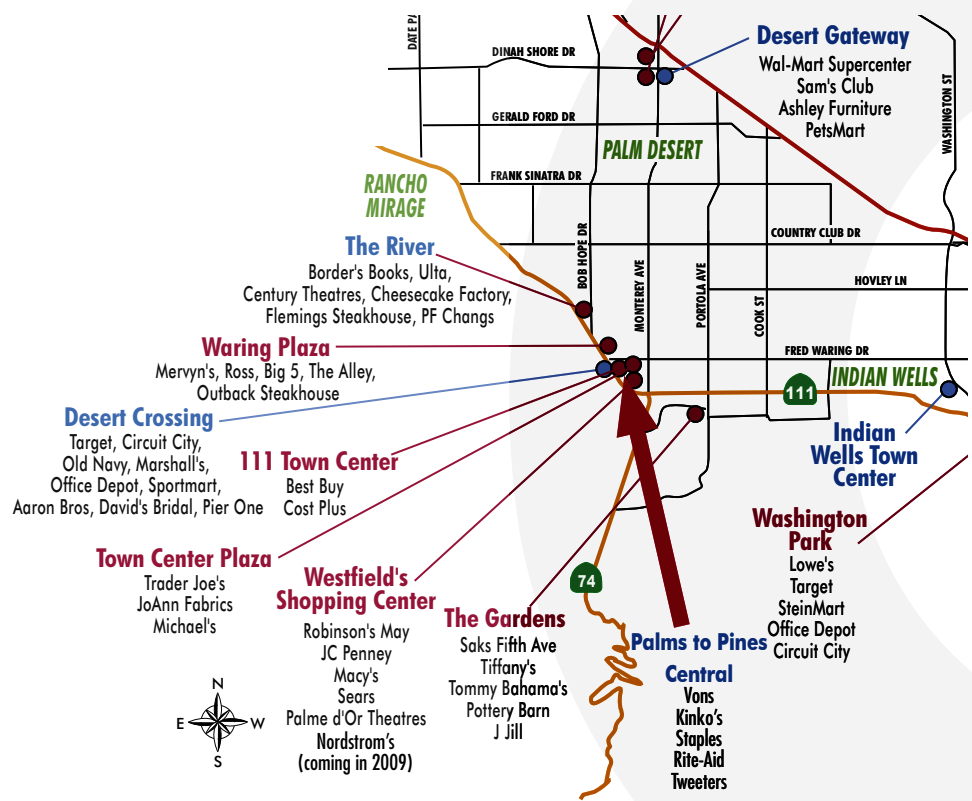 DATE PA
DINAH SHORE DR
Desert Gateway
Wal-Mart Supercenter
Sam's Club
Ashley Furniture
PetsMart
WASHINGTON ST
GERALD FORD DR
PALM DESERT
FRANK SINATRA DR
RANCHO
MIRAGE
COUNTRY CLUB DR
BOB HOPE DR
MONTEREY AVE
PORTOLA AVE
COOK ST
HOVLEY LN
The River
Border's Books, Ulta,
Century Theatres, Cheesecake Factory,
Flemings Steakhouse, PF Changs
Waring Plaza
Mervyn's, Ross, Big 5, The Alley,
Outback Steakhouse
FRED WARING DR
INDIAN WELLS
111
Desert Crossing
Target, Circuit City,
Old Navy, Marshall's,
Office Depot, Sportmart,
Aaron Bros, David's Bridal, Pier One
111 Town Center
Best Buy
Cost Plus
Indian
Wells Town
Center
Washington
Park
Lowe's
Target
SteinMart
Office Depot
Circuit City
Town Center Plaza
Trader Joe's
JoAnn Fabrics
Michael's
Westfield's
Shopping Center
Robinson's May
JC Penney
Macy's
Sears
Palme d'Or Theatres
Nordstrom's
(coming in 2009)
74
The Gardens
Saks Fifth Ave
Tiffany's
Tommy Bahama's
Pottery Barn
J Jill
Palms to Pines
Central
Vons
Kinko's
Staples
Rite-Aid
Tweeters
N
E W
S